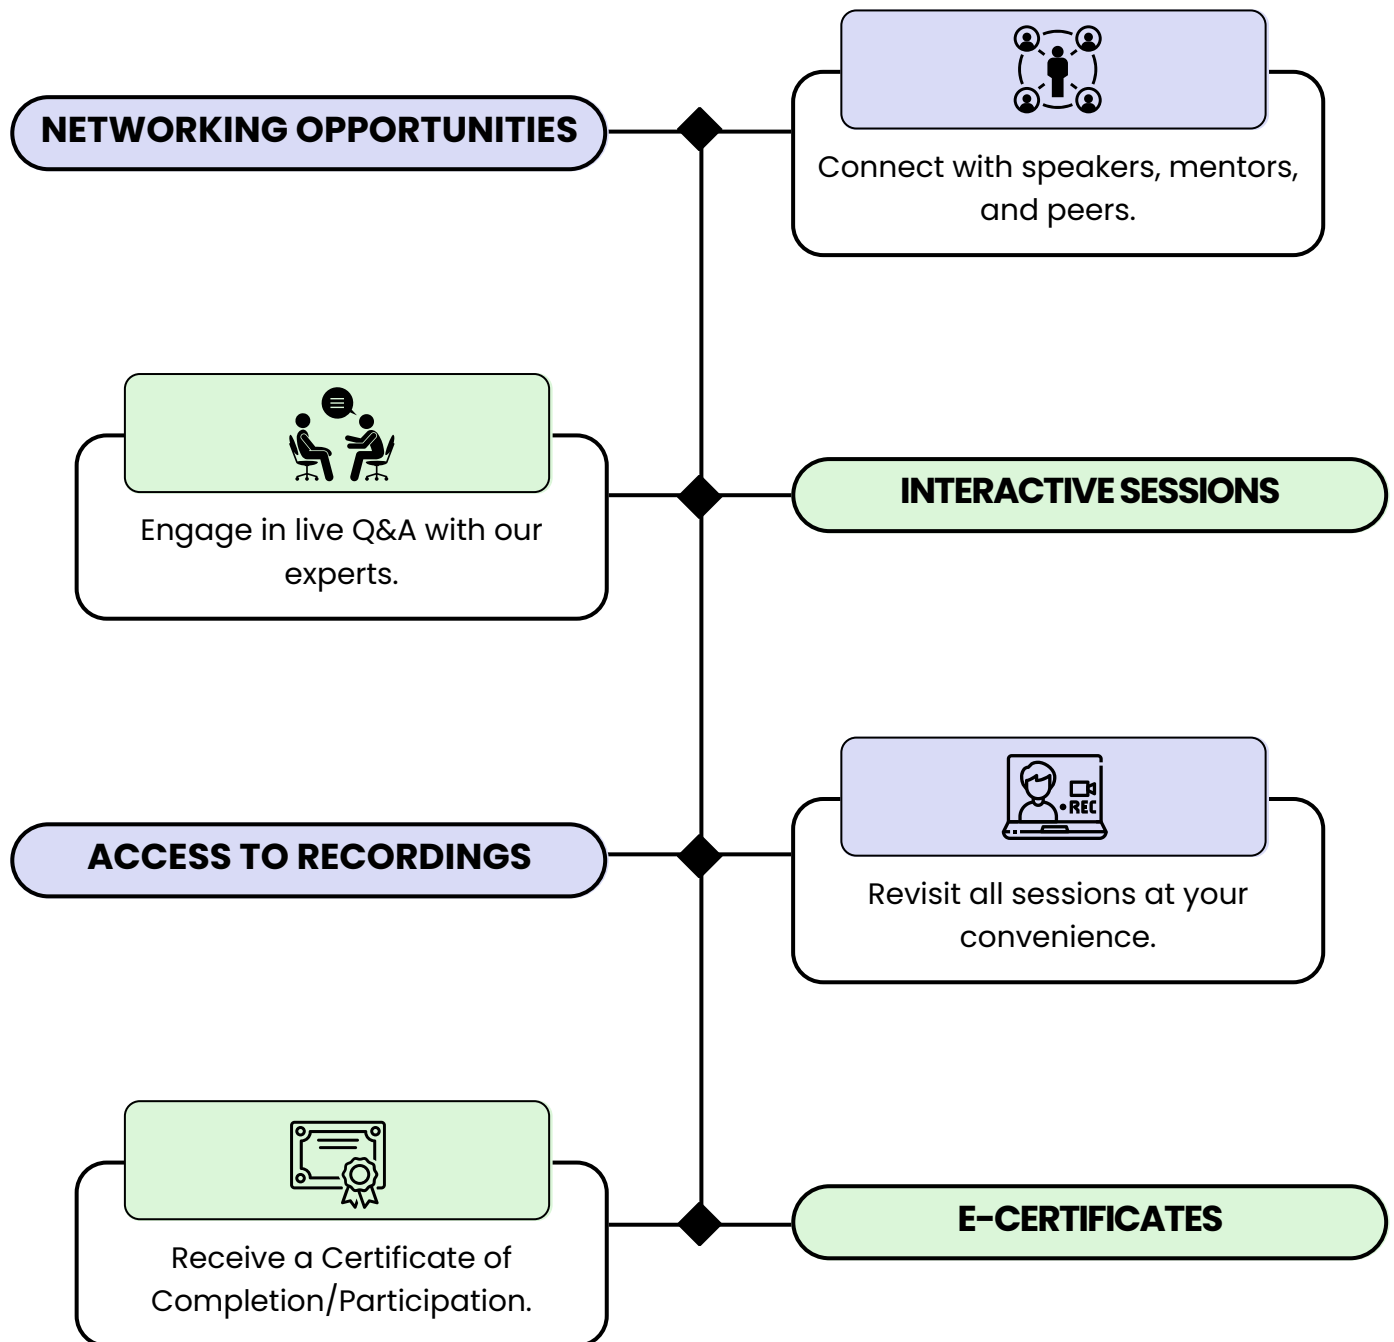 NETWORKING OPPORTUNITIES
Connect with speakers, mentors,
and peers.
INTERACTIVE SESSIONS
Engage in live Q&A with our
experts.
ACCESS TO RECORDINGS
REC
Revisit all sessions at your
convenience.
E-CERTIFICATES
Receive a Certificate of
Completion/Participation.